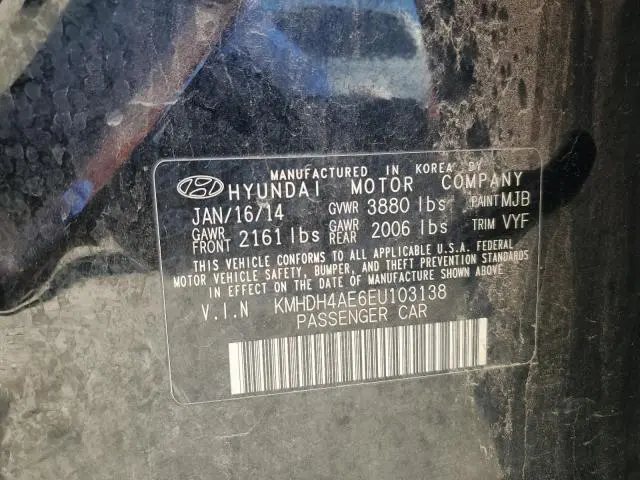 MANUFACTURED IN KOREA BY
HYUNDAI MOTOR COMPANY
JAN/16/14 GVWR 3880 lbs PAINT MJB
GAWR FRONT 2161 lbs GAWR REAR 2006 lbs TRIM VYF
THIS VEHICLE CONFORMS TO ALL APPLICABLE U.S.A. FEDERAL
MOTOR VEHICLE SAFETY, BUMPER, AND THEFT PREVENTION STANDARDS
IN EFFECT ON THE DATE OF MANUFACTURE SHOWN ABOVE.
V.I.N KMHDH4AE6EU103138
PASSENGER CAR